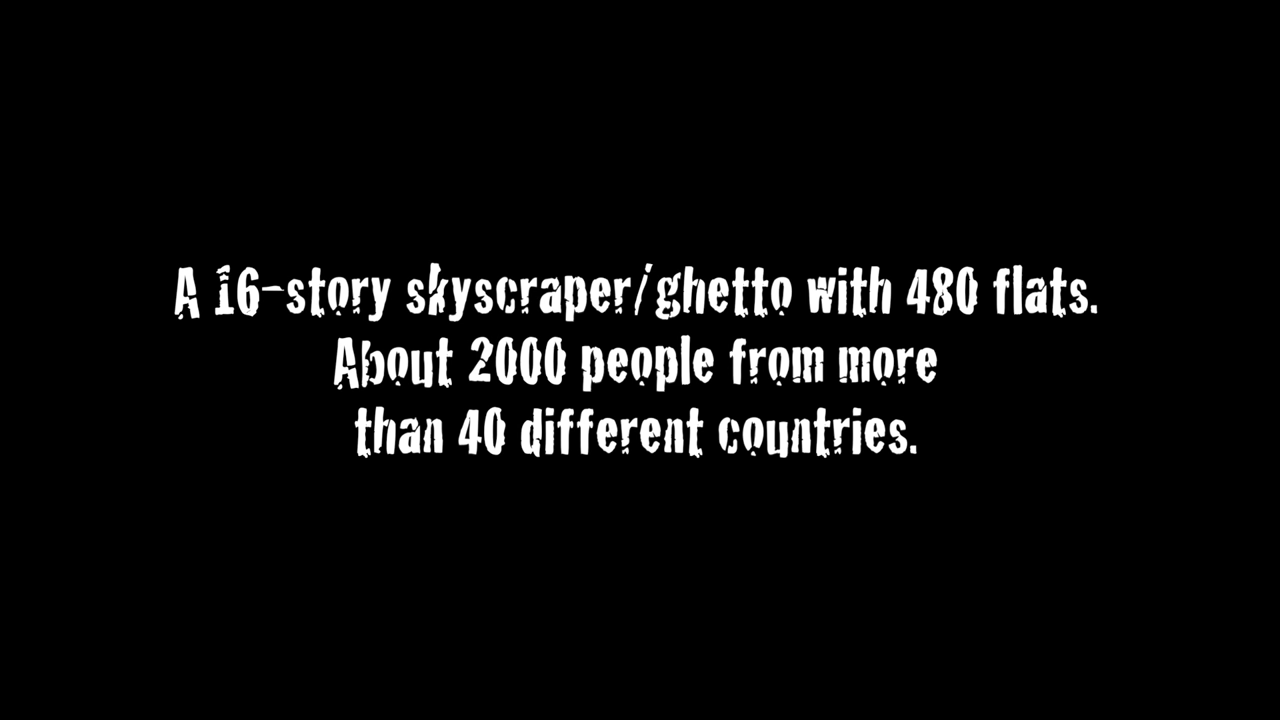 A 16-story skyscraper/ghetto with 480 flats.
About 2000 people from more
than 40 different countries.